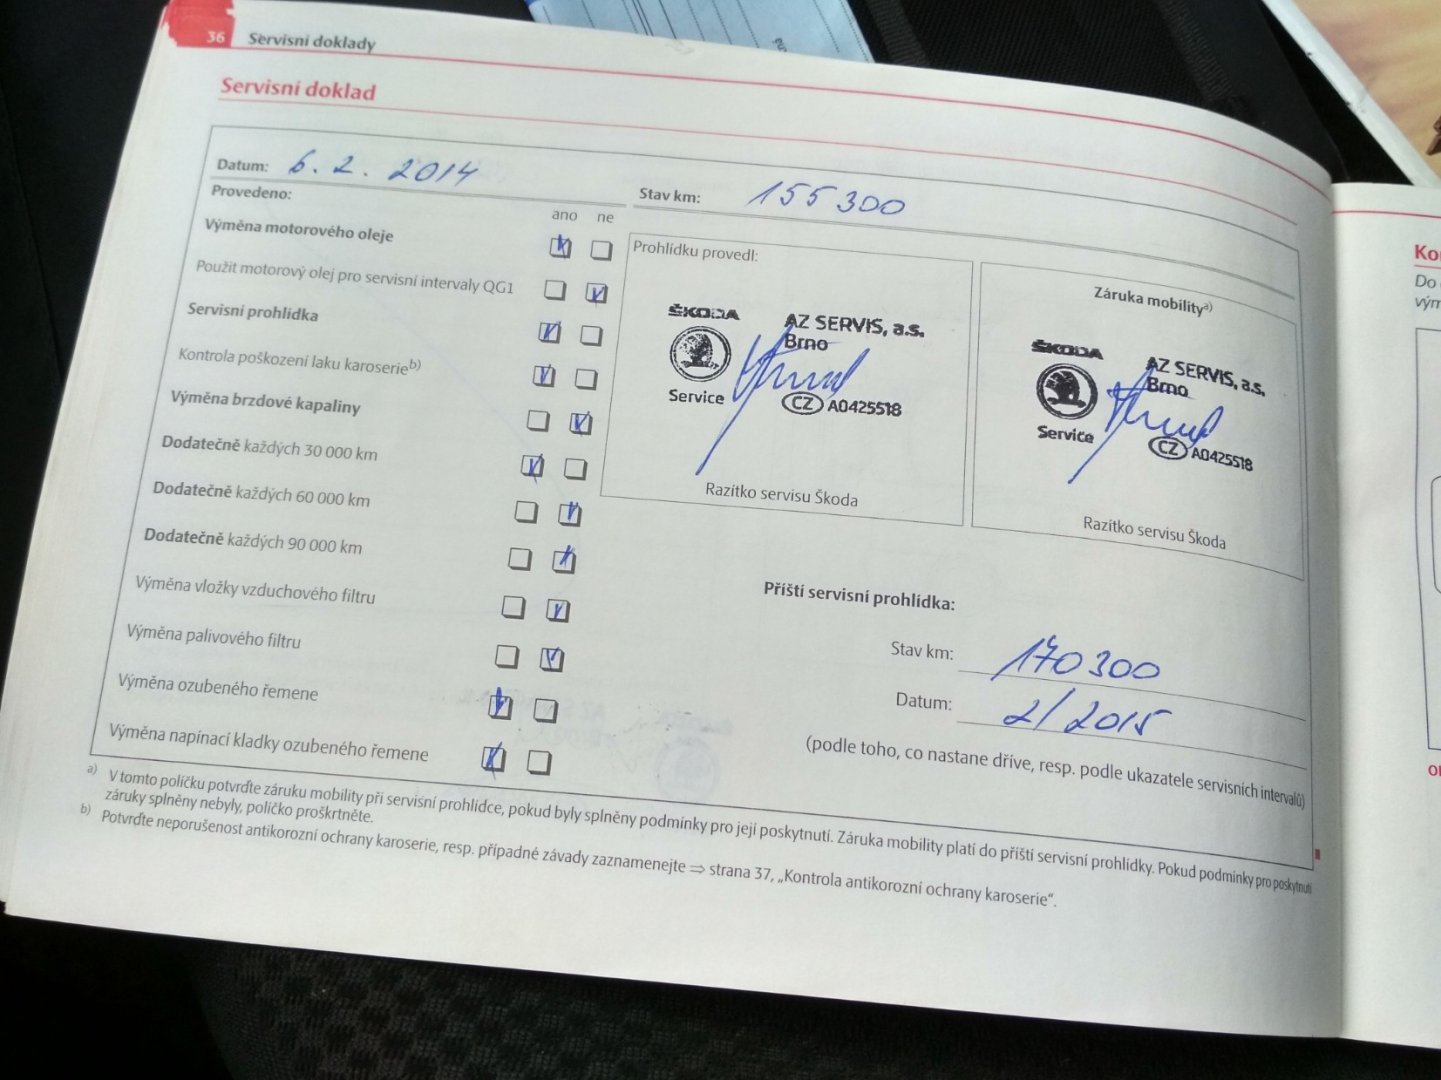 36 Servisní doklady
Servisní doklad
Datum: 6. 2. 2014
Stav km: 155 300
Provedeno:
ano ne
Výměna motorového oleje
Použit motorový olej pro servisní intervaly QG1
Servisní prohlídka
Kontrola poškození laku karoserie b)
Výměna brzdové kapaliny
Dodatečně každých 30 000 km
Dodatečně každých 60 000 km
Dodatečně každých 90 000 km
Výměna vložky vzduchového filtru
Výměna palivového filtru
Výměna ozubeného řemene
Výměna napínací kladky ozubeného řemene
Prohlídku provedl:
ŠKODA AZ SERVIS, a.s.
Brno
Service CZ A0425518
Razítko servisu Škoda
Záruka mobility a)
ŠKODA AZ SERVIS, a.s.
Brno
Service CZ A0425518
Razítko servisu Škoda
Příští servisní prohlídka:
Stav km: 170 300
Datum: 2/2015
(podle toho, co nastane dříve, resp. podle ukazatele servisních intervalů)
a) V tomto políčku potvrďte záruku mobility při servisní prohlídce, pokud byly splněny podmínky pro její poskytnutí. Záruka mobility platí do příští servisní prohlídky. Pokud podmínky pro poskytnutí
záruky splněny nebyly, políčko proškrtněte.
b) Potvrďte neporušenost antikorozní ochrany karoserie, resp. případné závady zaznamenejte ⇒ strana 37, „Kontrola antikorozní ochrany karoserie“.
Do